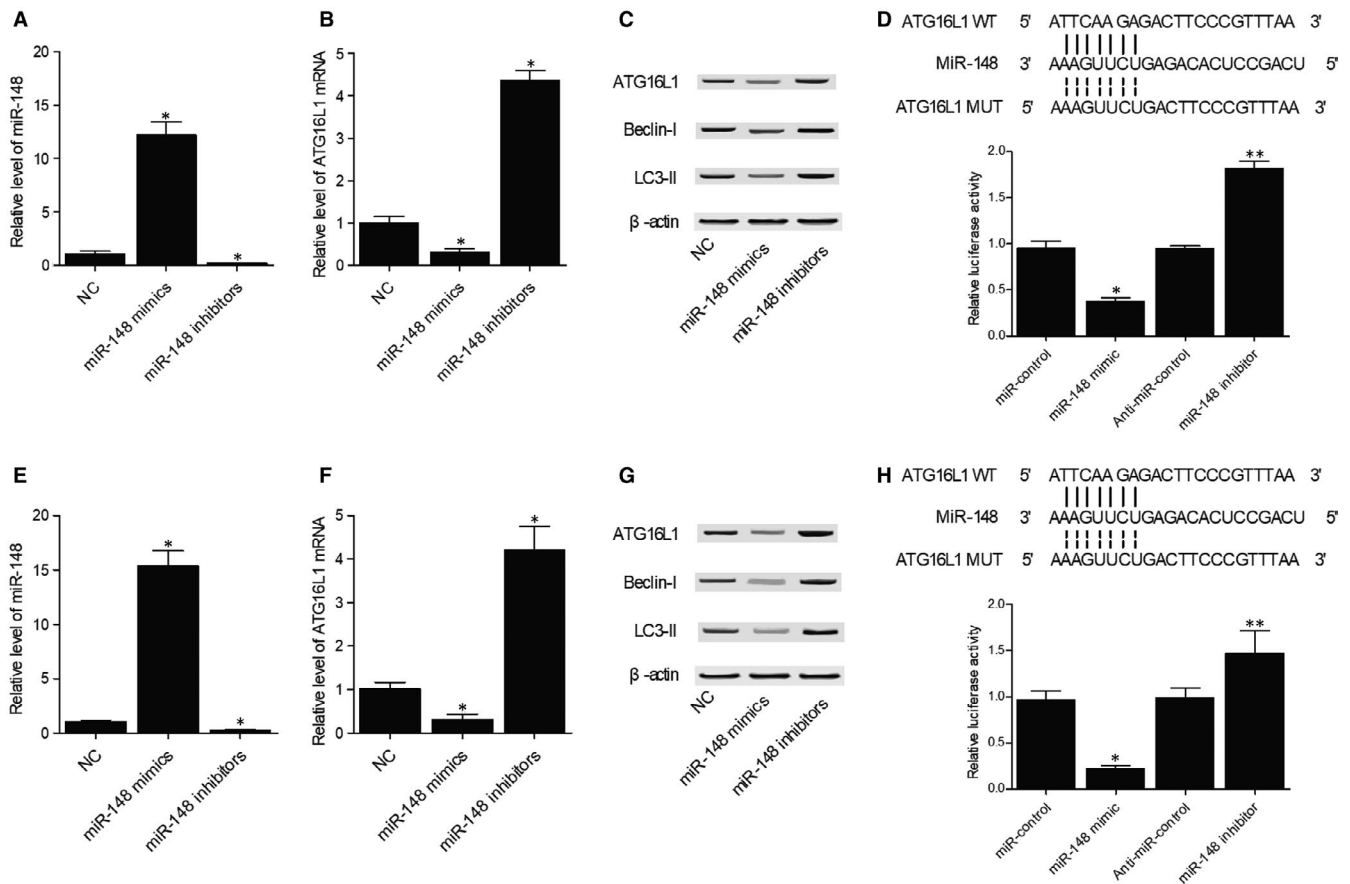 A
Relative level of miR-148
20
15
10
5
0
*
*
NC
miR-148 mimics
miR-148 inhibitors
B
Relative level of ATG16L1 mRNA
5
4
3
2
1
0
*
*
NC
miR-148 mimics
miR-148 inhibitors
C
ATG16L1
Beclin-I
LC3-II
β -actin
NC
miR-148 mimics
miR-148 inhibitors
D
ATG16L1 WT 5' ATTCAA GAGACTTCCCGTTTAA 3'
MiR-148 3' AAAGUUCUGAGACACUCCGACU 5'
ATG16L1 MUT 5' AAAGUUCUGACTTCCCGTTTAA 3'
Relative luciferase activity
2.0
1.5
1.0
0.5
0.0
*
**
miR-control
miR-148 mimic
Anti-miR-control
miR-148 inhibitor
E
Relative level of miR-148
20
15
10
5
0
*
*
NC
miR-148 mimics
miR-148 inhibitors
F
Relative level of ATG16L1 mRNA
5
4
3
2
1
0
*
*
NC
miR-148 mimics
miR-148 inhibitors
G
ATG16L1
Beclin-I
LC3-II
β -actin
NC
miR-148 mimics
miR-148 inhibitors
H
ATG16L1 WT 5' ATTCAA GAGACTTCCCGTTTAA 3'
MiR-148 3' AAAGUUCUGAGACACUCCGACU 5'
ATG16L1 MUT 5' AAAGUUCUGACTTCCCGTTTAA 3'
Relative luciferase activity
2.0
1.5
1.0
0.5
0.0
*
**
miR-control
miR-148 mimic
Anti-miR-control
miR-148 inhibitor